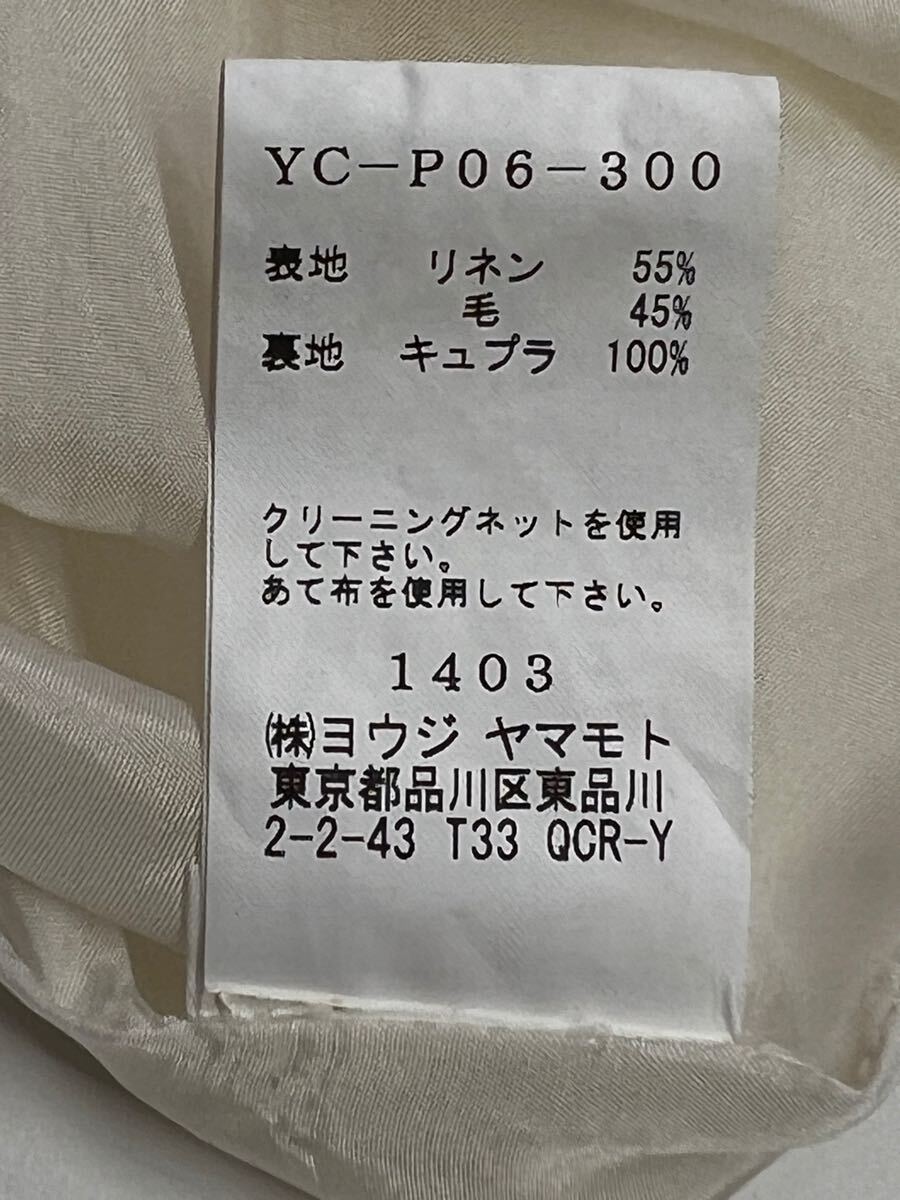 YC-P06-300
表地 リネン 55%
毛 45%
裏地 キュプラ 100%
クリーニングネットを使用
して下さい。
あて布を使用して下さい。
1403
㈱ヨウジ ヤマモト
東京都品川区東品川
2-2-43 T33 QCR-Y